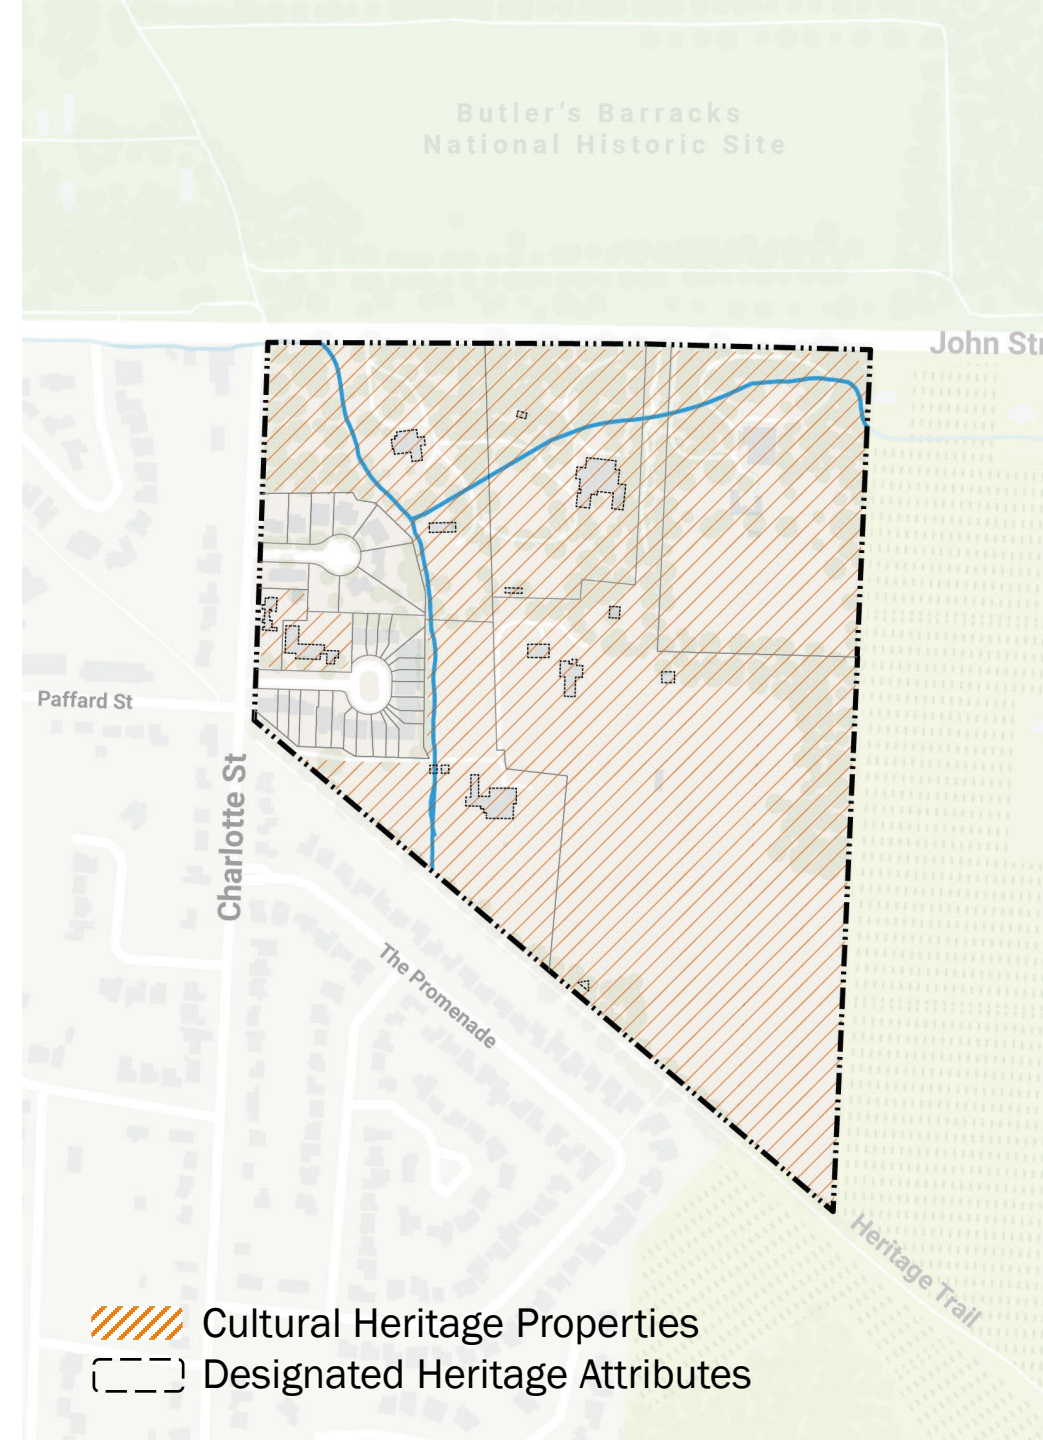 Butler's Barracks
National Historic Site
John Str
Paffard St
Charlotte St
The Promenade
Heritage Trail
Cultural Heritage Properties
Designated Heritage Attributes